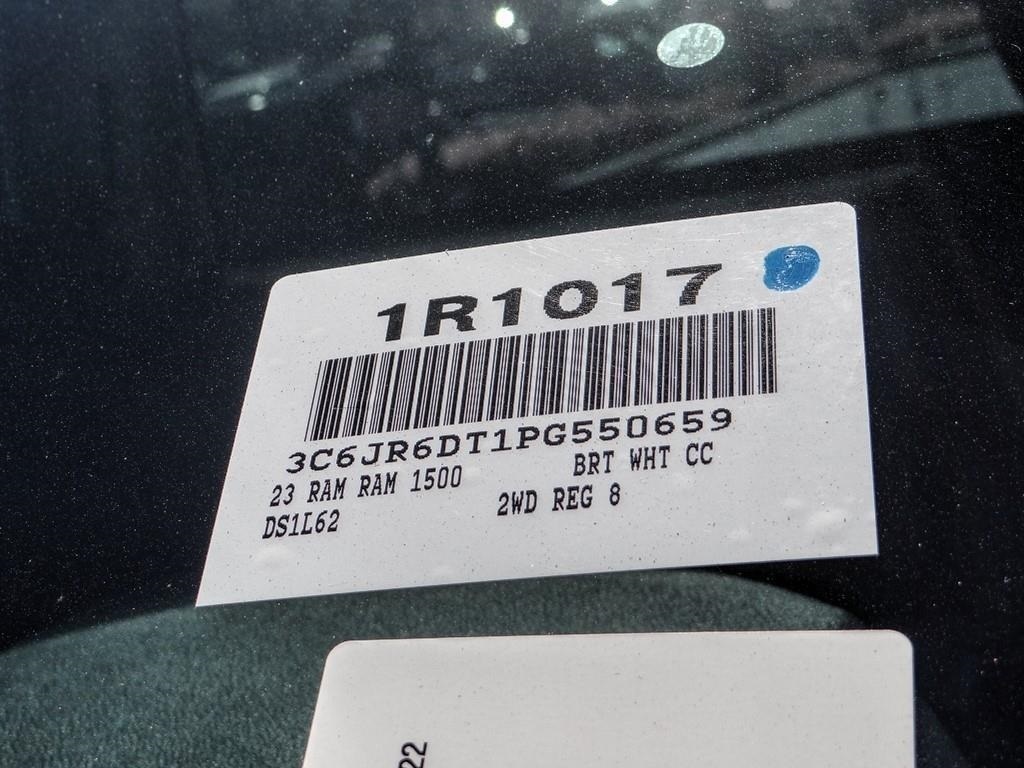 1R1017
3C6JR6DT1PG550659
23 RAM RAM 1500 BRT WHT CC
DS1L62 2WD REG 8
22